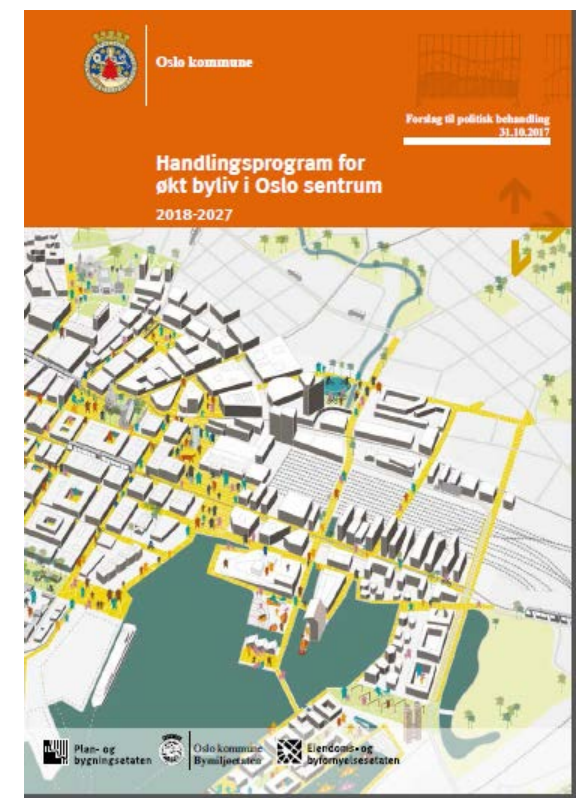 Oslo kommune
Forslag til politisk behandling
31.10.2017
Handlingsprogram for
økt byliv i Oslo sentrum
2018-2027
Plan- og
bygningsetaten
Oslo kommune
Bymiljøetaten
Eiendoms- og
byfornyelsesetaten